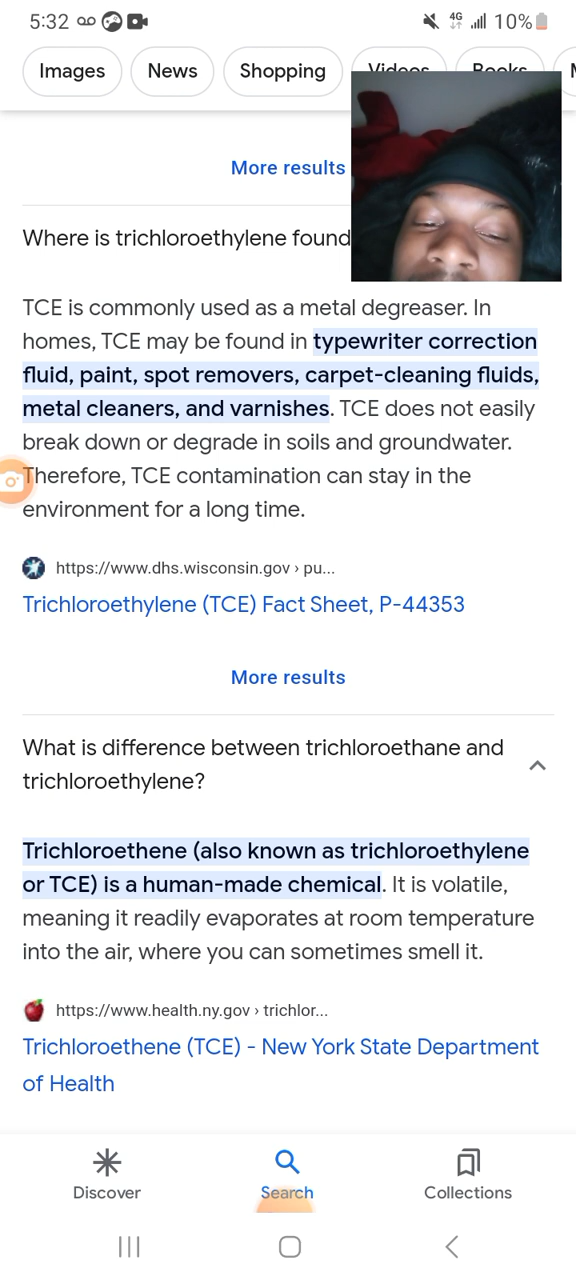 5:32 4G 10%
Images News Shopping Videos Books
More results
Where is trichloroethylene found
TCE is commonly used as a metal degreaser. In
homes, TCE may be found in typewriter correction
fluid, paint, spot removers, carpet-cleaning fluids,
metal cleaners, and varnishes. TCE does not easily
break down or degrade in soils and groundwater.
Therefore, TCE contamination can stay in the
environment for a long time.
https://www.dhs.wisconsin.gov › pu...
Trichloroethylene (TCE) Fact Sheet, P-44353
More results
What is difference between trichloroethane and
trichloroethylene?
Trichloroethene (also known as trichloroethylene
or TCE) is a human-made chemical. It is volatile,
meaning it readily evaporates at room temperature
into the air, where you can sometimes smell it.
https://www.health.ny.gov › trichlor...
Trichloroethene (TCE) - New York State Department
of Health
Discover Search Collections